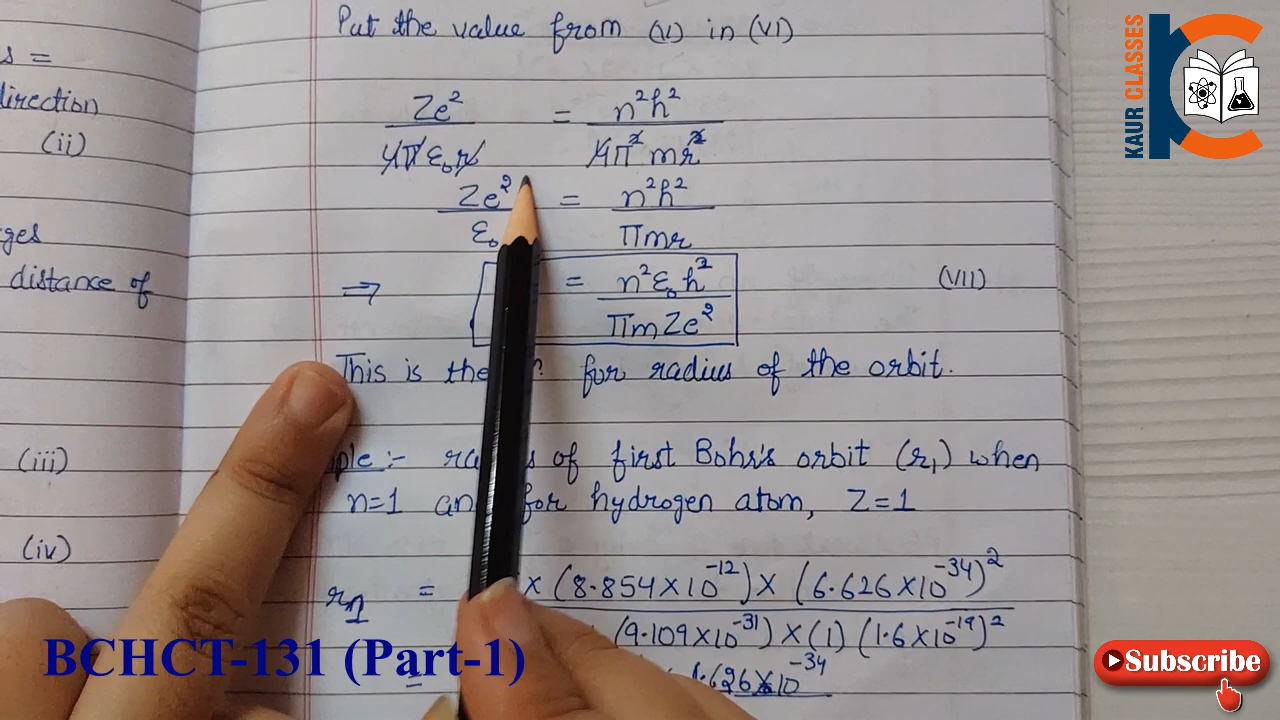 s =
direction
(ii)
ges
distance of
(iii)
(iv)
Put the value from (V) in (VI)
Ze² / 4πε₀r = n²h² / 4π²mr²
Ze² / ε₀ = n²h² / πmr
⇒ = n²ε₀h² / πmZe² (VII)
This is the for radius of the orbit.
ple :- of first Bohr's orbit (r₁) when
n=1 for hydrogen atom, Z=1
r₁ = × (8.854×10⁻¹²) × (6.626×10⁻³⁴)²
(9.109×10⁻³¹) × (1) (1.6×10⁻¹⁹)²
=
KAUR CLASSES
BCHCT-131 (Part-1)
Subscribe